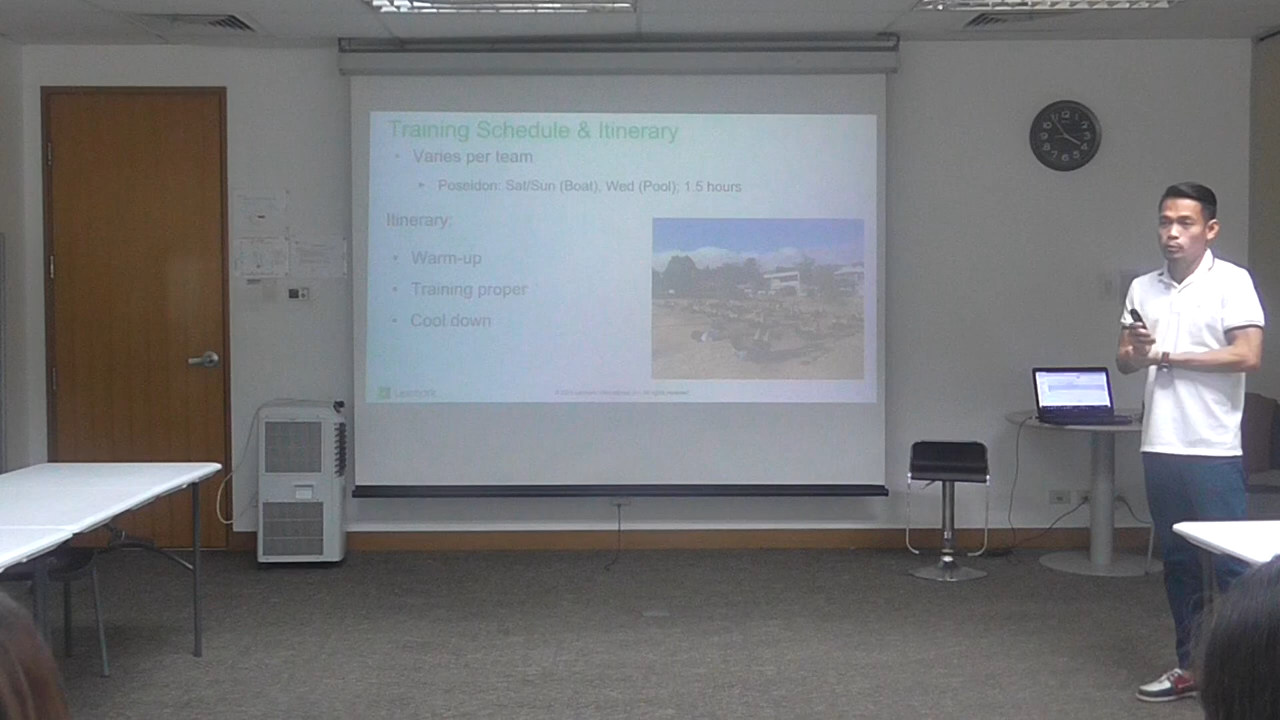 Training Schedule & Itinerary
• Varies per team
▸ Poseidon: Sat/Sun (Boat), Wed (Pool); 1.5 hours
Itinerary:
• Warm-up
• Training proper
• Cool down
Lexmark